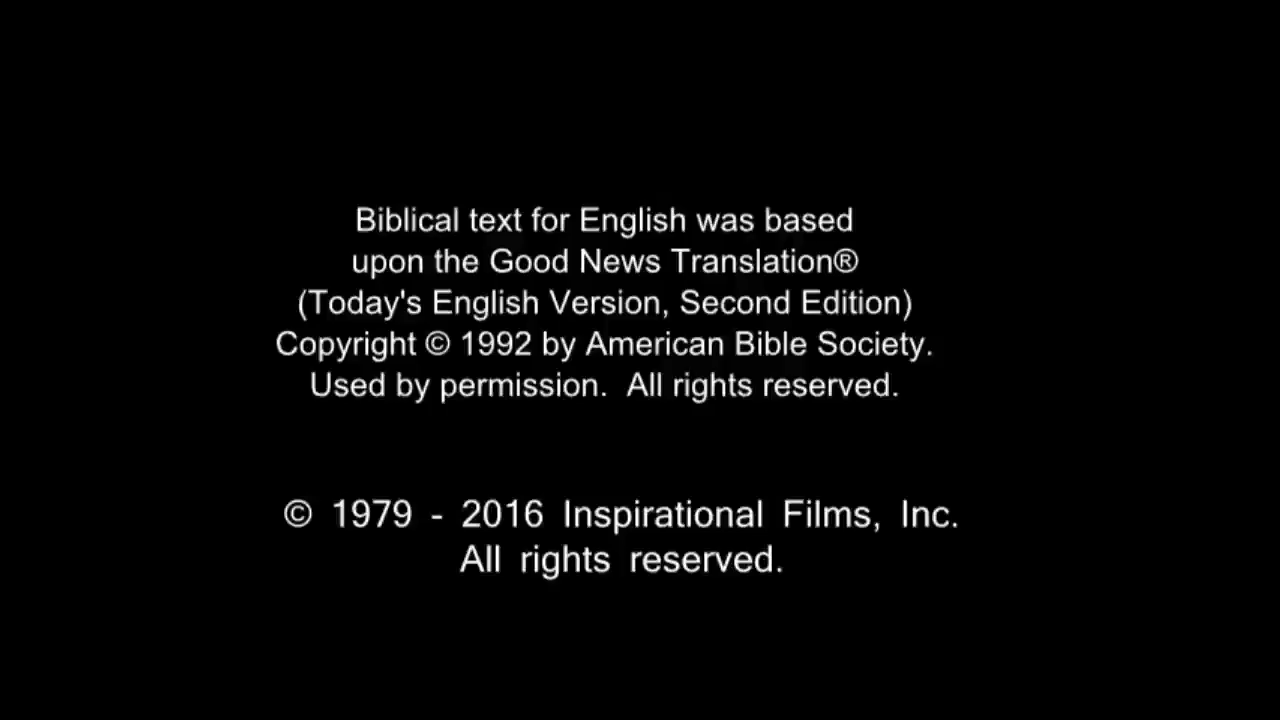 Biblical text for English was based
upon the Good News Translation®
(Today's English Version, Second Edition)
Copyright © 1992 by American Bible Society.
Used by permission.  All rights reserved.
© 1979 - 2016 Inspirational Films, Inc.
All rights reserved.